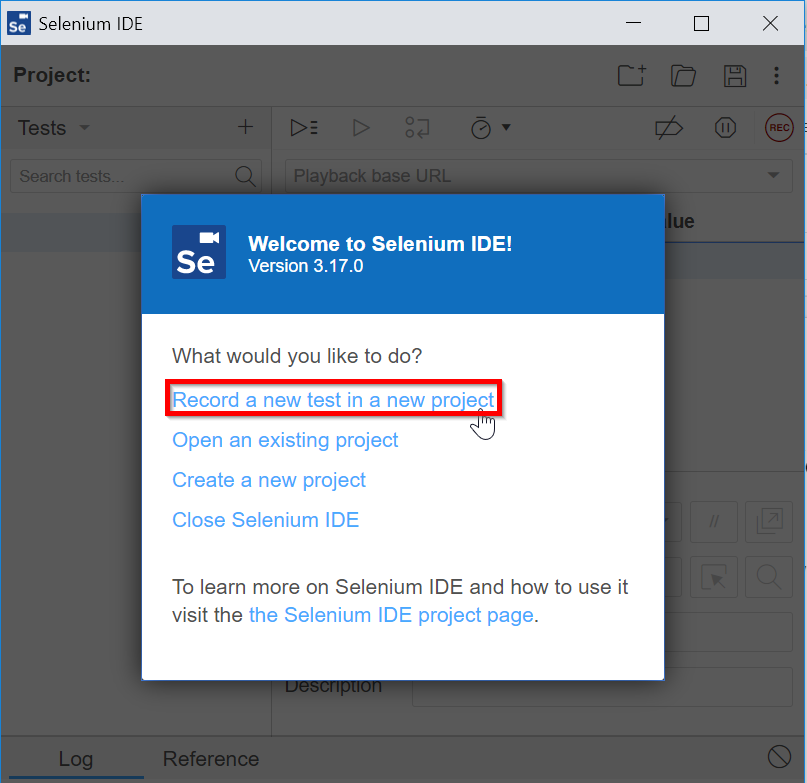 Se Selenium IDE
Project:
Tests
REC
Search tests...
Playback base URL
lue
Se
Welcome to Selenium IDE!
Version 3.17.0
What would you like to do?
Record a new test in a new project
Open an existing project
Create a new project
Close Selenium IDE
//
To learn more on Selenium IDE and how to use it
visit the the Selenium IDE project page.
Description
Log Reference